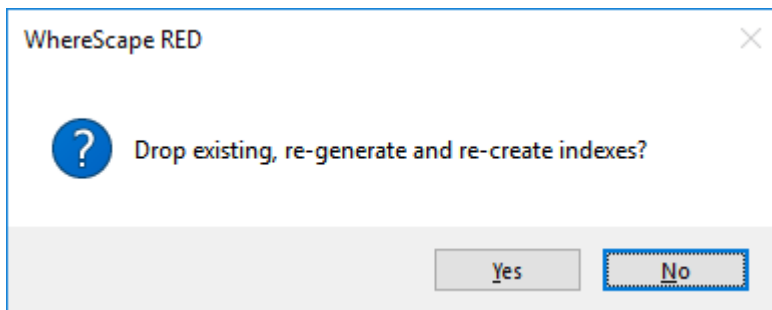 WhereScape RED
Drop existing, re-generate and re-create indexes?
Yes
No